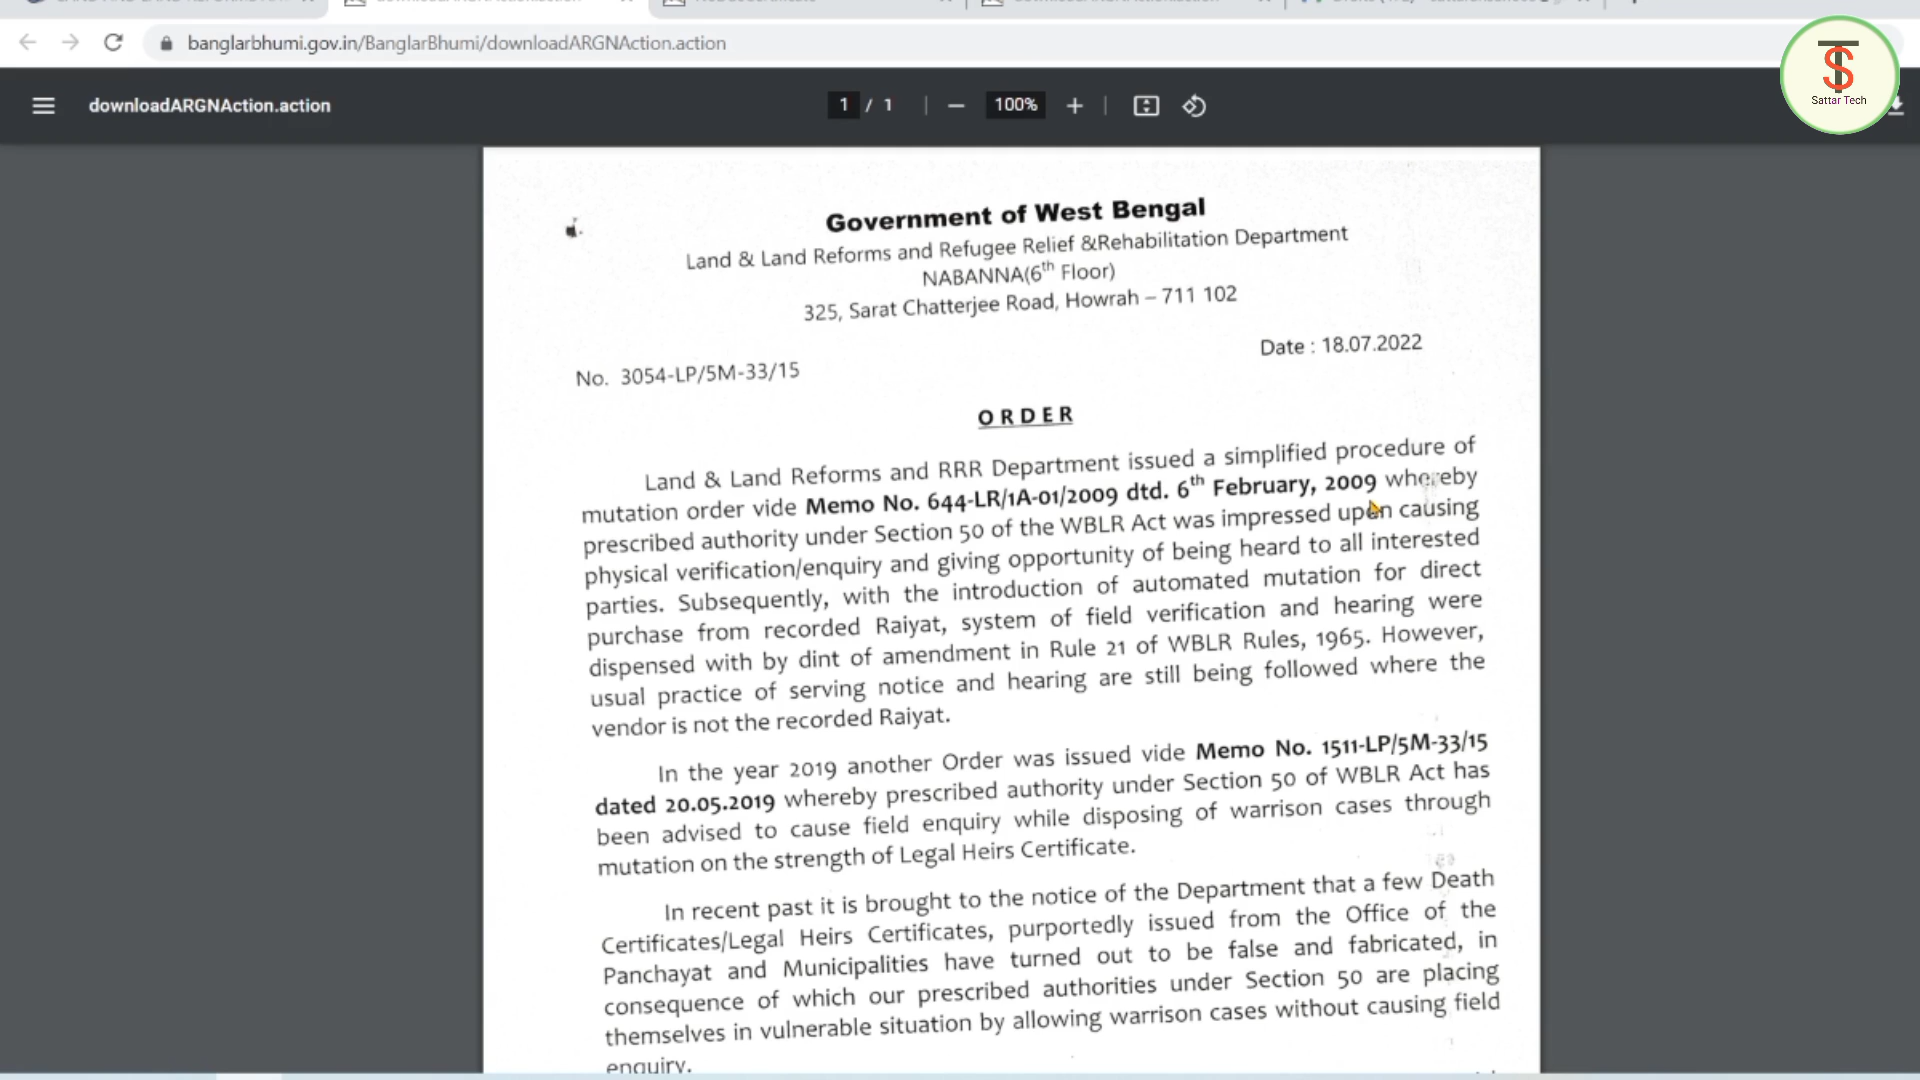 banglarbhumi.gov.in/BanglarBhumi/downloadARGNAction.action
downloadARGNAction.action
1 / 1
100%
Sattar Tech
Government of West Bengal
Land & Land Reforms and Refugee Relief &Rehabilitation Department
NABANNA(6th Floor)
325, Sarat Chatterjee Road, Howrah – 711 102
Date : 18.07.2022
No. 3054-LP/5M-33/15
ORDER
Land & Land Reforms and RRR Department issued a simplified procedure of
mutation order vide Memo No. 644-LR/1A-01/2009 dtd. 6th February, 2009 whereby
prescribed authority under Section 50 of the WBLR Act was impressed upon causing
physical verification/enquiry and giving opportunity of being heard to all interested
parties. Subsequently, with the introduction of automated mutation for direct
purchase from recorded Raiyat, system of field verification and hearing were
dispensed with by dint of amendment in Rule 21 of WBLR Rules, 1965. However,
usual practice of serving notice and hearing are still being followed where the
vendor is not the recorded Raiyat.
In the year 2019 another Order was issued vide Memo No. 1511-LP/5M-33/15
dated 20.05.2019 whereby prescribed authority under Section 50 of WBLR Act has
been advised to cause field enquiry while disposing of warrison cases through
mutation on the strength of Legal Heirs Certificate.
In recent past it is brought to the notice of the Department that a few Death
Certificates/Legal Heirs Certificates, purportedly issued from the Office of the
Panchayat and Municipalities have turned out to be false and fabricated, in
consequence of which our prescribed authorities under Section 50 are placing
themselves in vulnerable situation by allowing warrison cases without causing field
enquiry.